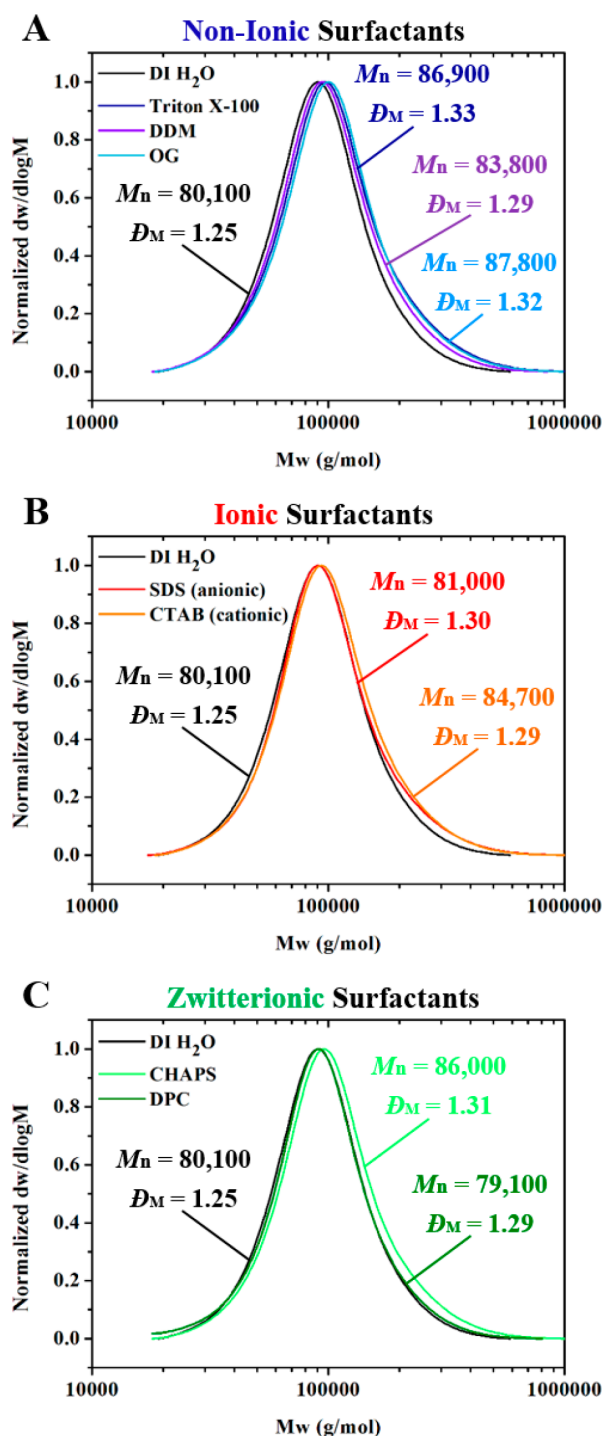 A Non-Ionic Surfactants
DI H₂O
Triton X-100
DDM
OG
Mn = 86,900
ĐM = 1.33
Mn = 83,800
ĐM = 1.29
Mn = 87,800
ĐM = 1.32
Mn = 80,100
ĐM = 1.25
Normalized dw/dlogM
1.0
0.8
0.6
0.4
0.2
0.0
10000 100000 1000000
Mw (g/mol)
B Ionic Surfactants
DI H₂O
SDS (anionic)
CTAB (cationic)
Mn = 81,000
ĐM = 1.30
Mn = 84,700
ĐM = 1.29
Mn = 80,100
ĐM = 1.25
Normalized dw/dlogM
1.0
0.8
0.6
0.4
0.2
0.0
10000 100000 1000000
Mw (g/mol)
C Zwitterionic Surfactants
DI H₂O
CHAPS
DPC
Mn = 86,000
ĐM = 1.31
Mn = 79,100
ĐM = 1.29
Mn = 80,100
ĐM = 1.25
Normalized dw/dlogM
1.0
0.8
0.6
0.4
0.2
0.0
10000 100000 1000000
Mw (g/mol)